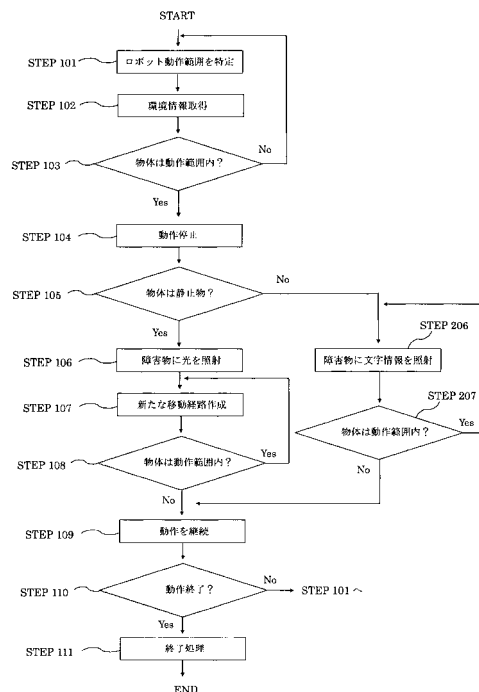 START
STEP 101
ロボット動作範囲を特定
STEP 102
環境情報取得
No
STEP 103
物体は動作範囲内？
Yes
STEP 104
動作停止
No
STEP 105
物体は静止物？
STEP 206
Yes
STEP 106
障害物に光を照射
障害物に文字情報を照射
STEP 107
新たな移動経路作成
STEP 207
物体は動作範囲内？
Yes
STEP 108
物体は動作範囲内？
Yes
No
No
STEP 109
動作を継続
STEP 110
動作終了？
No
STEP 101 へ
Yes
STEP 111
終了処理
END